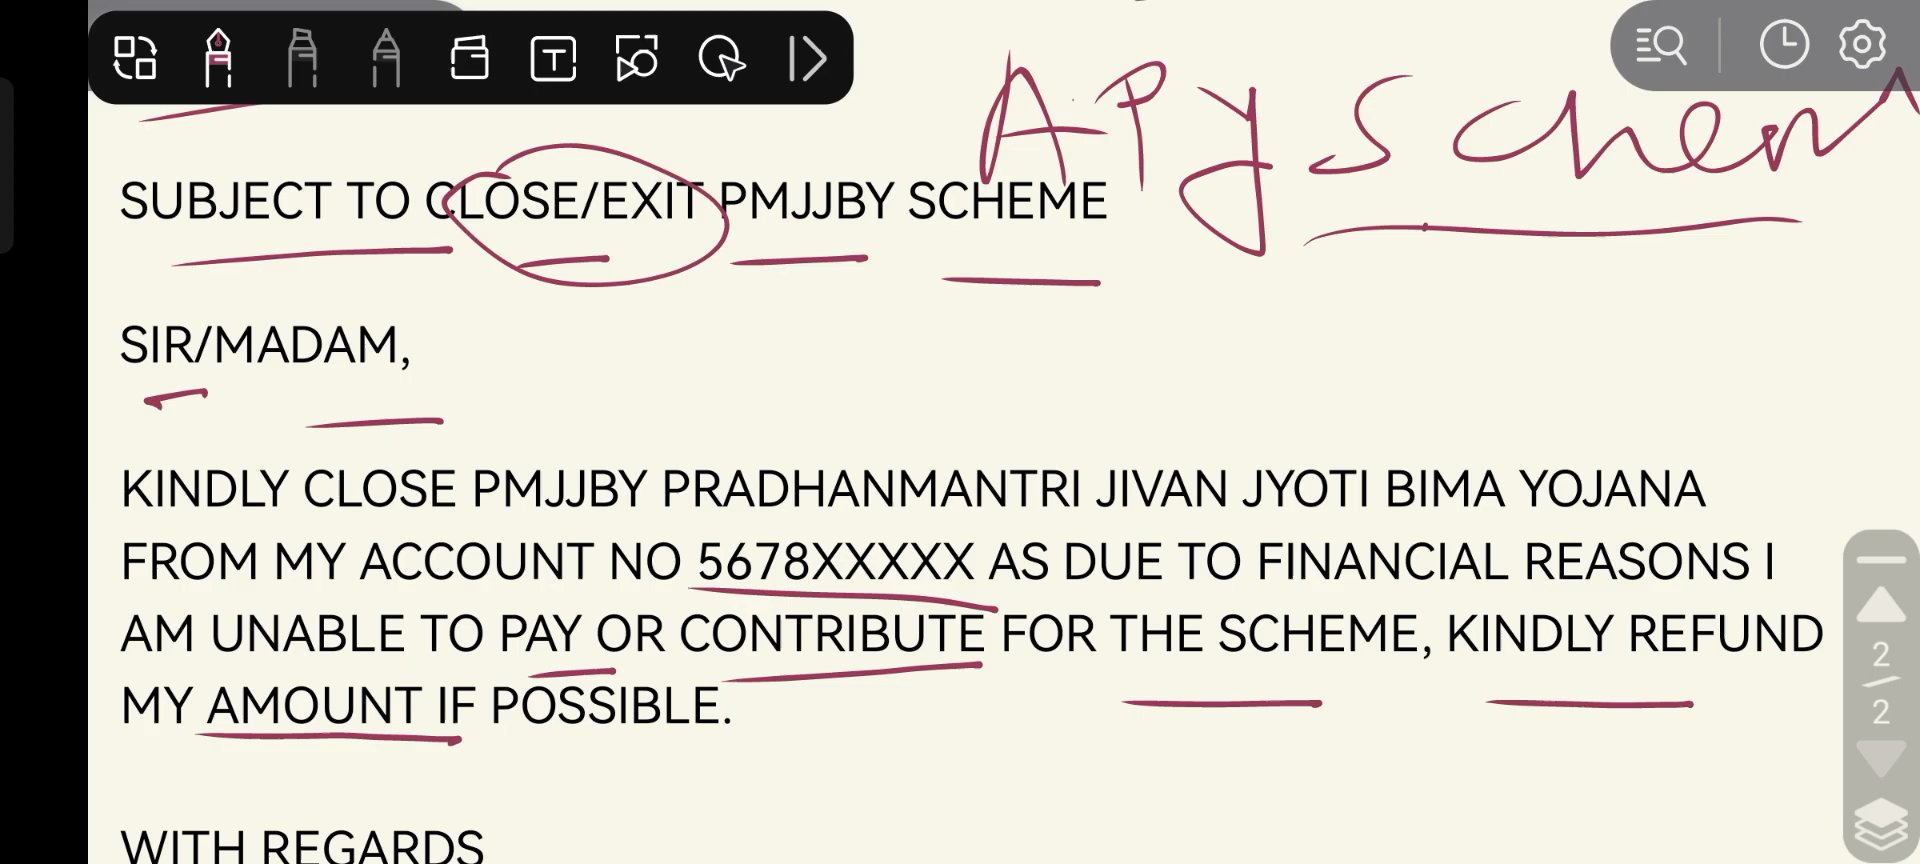 APY Schem
SUBJECT TO CLOSE/EXIT PMJJBY SCHEME
SIR/MADAM,
KINDLY CLOSE PMJJBY PRADHANMANTRI JIVAN JYOTI BIMA YOJANA
FROM MY ACCOUNT NO 5678XXXXX AS DUE TO FINANCIAL REASONS I
AM UNABLE TO PAY OR CONTRIBUTE FOR THE SCHEME, KINDLY REFUND
MY AMOUNT IF POSSIBLE.
WITH REGARDS
2
2